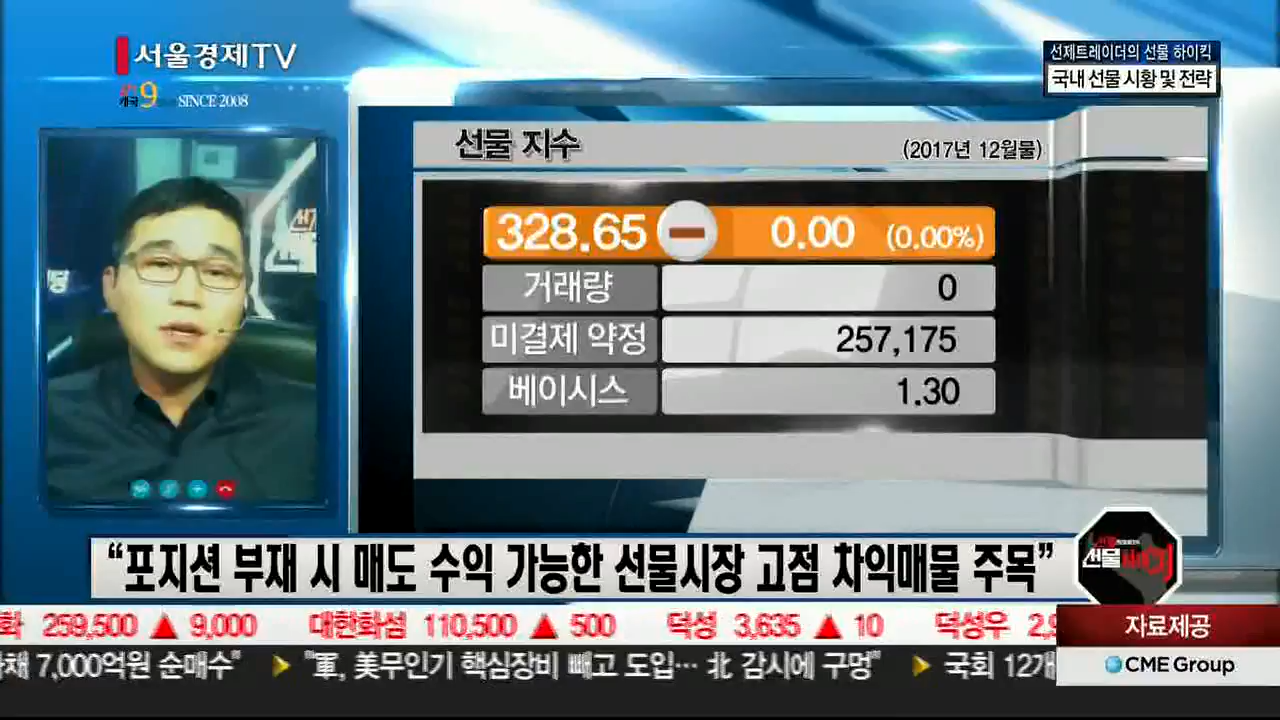 서울경제TV
개국 9 SINCE 2008
선제트레이더의 선물 하이킥
국내 선물 시황 및 전략
선물 지수
(2017년 12월물)
328.65 0.00 (0.00%)
거래량 0
미결제 약정 257,175
베이시스 1.30
“포지션 부재 시 매도 수익 가능한 선물시장 고점 차익매물 주목”
선물
화 259,500 ▲ 9,000 대한화섬 110,500 ▲ 500 덕성 3,635 ▲ 10 덕성우
자료제공
7,000억원 순매수" ▶ "軍, 美무인기 핵심장비 빼고 도입… 北 감시에 구멍" ▶ 국회 12개
CME Group